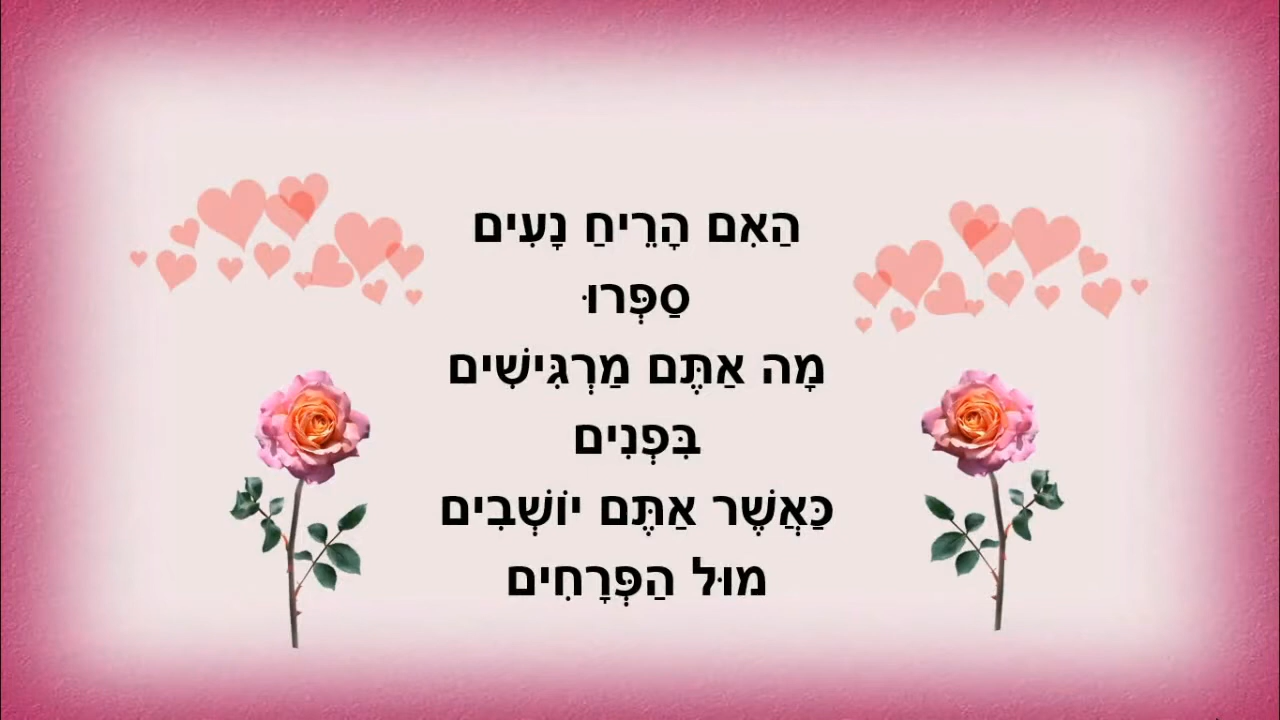 הַאִם הָרֵיחַ נָעִים
סַפְּרוּ
מָה אַתֶּם מַרְגִּישִׁים
בִּפְנִים
כַּאֲשֶׁר אַתֶּם יוֹשְׁבִים
מוּל הַפְּרָחִים